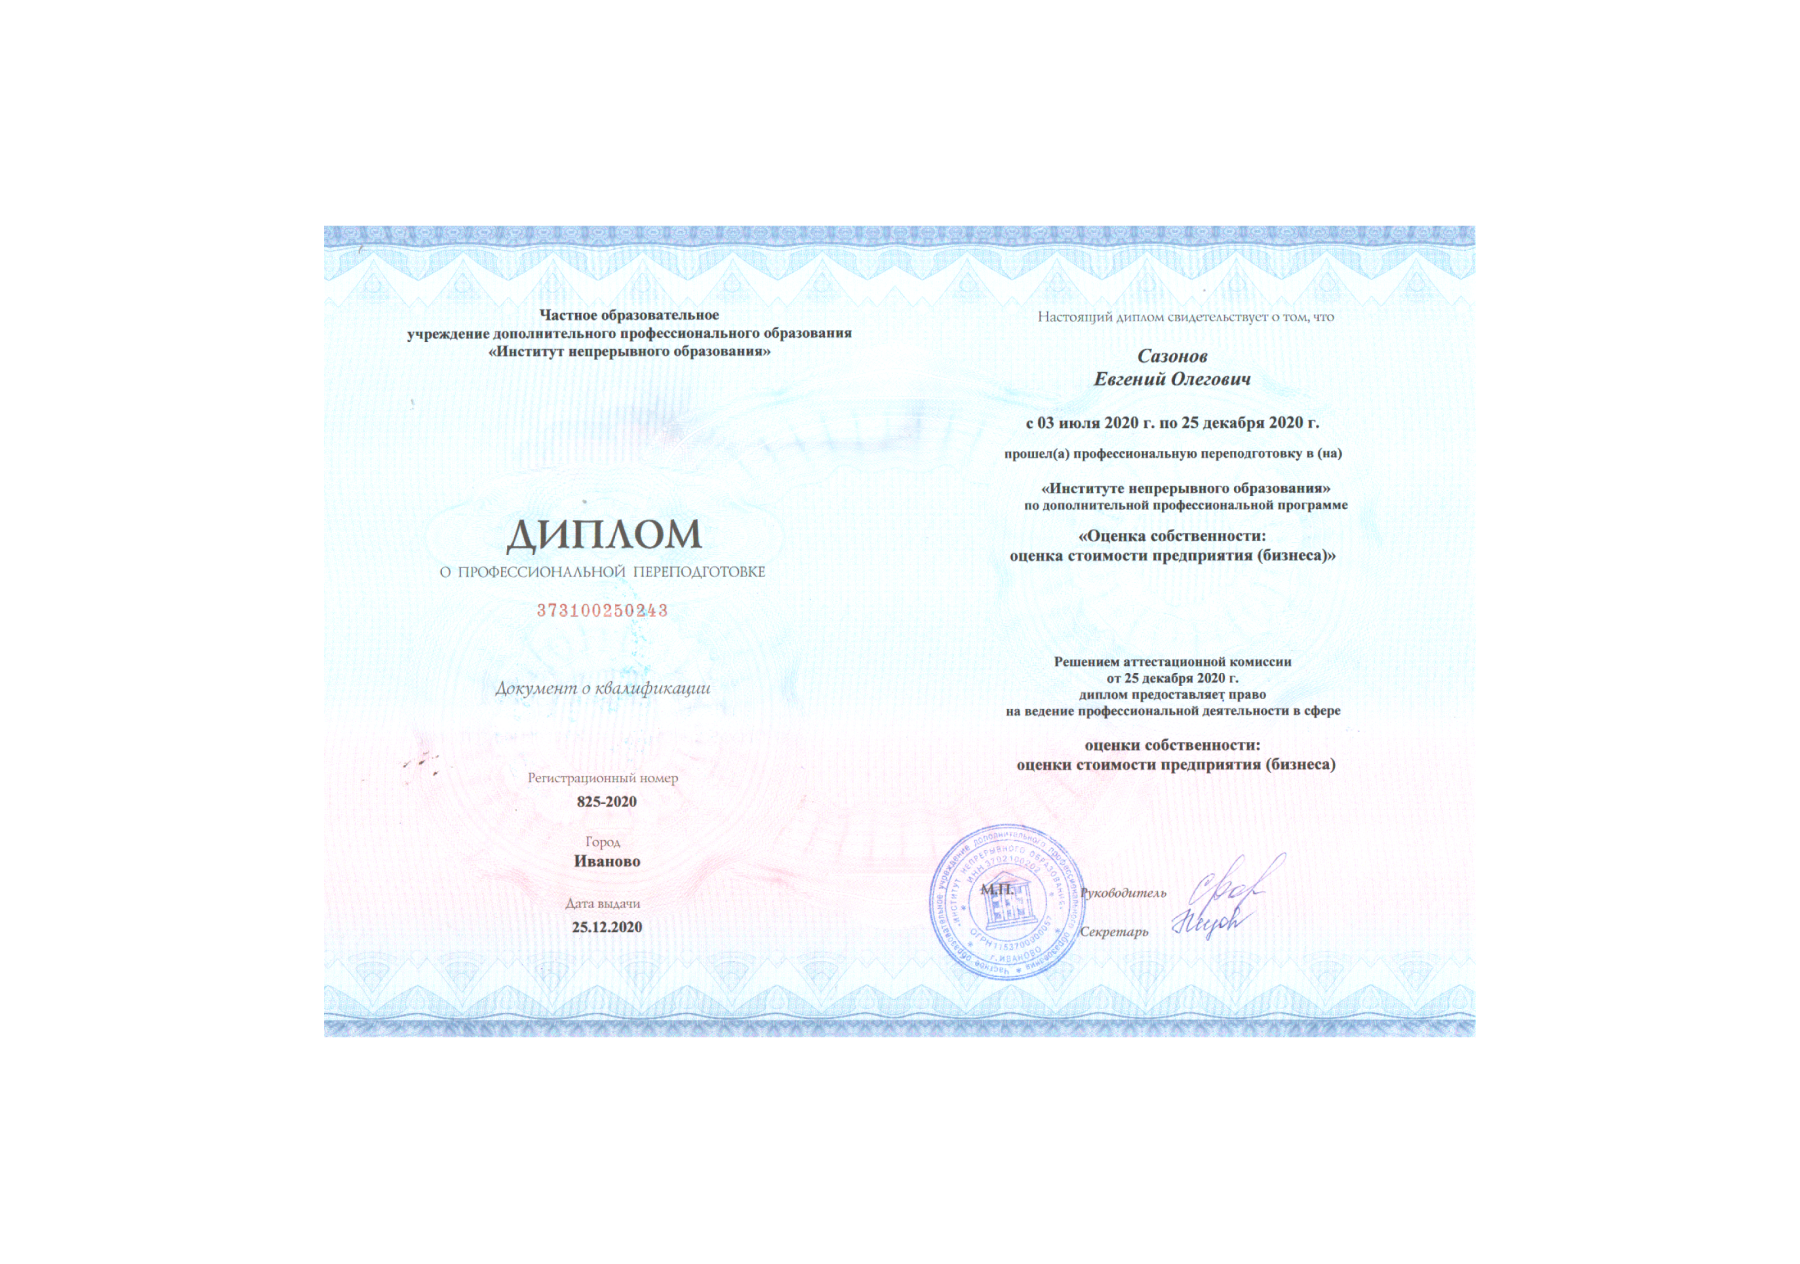 Частное образовательное
учреждение дополнительного профессионального образования
«Институт непрерывного образования»
ДИПЛОМ
О ПРОФЕССИОНАЛЬНОЙ ПЕРЕПОДГОТОВКЕ
373100250243
Документ о квалификации
Регистрационный номер
825-2020
Город
Иваново
Дата выдачи
25.12.2020
Настоящий диплом свидетельствует о том, что
Сазонов
Евгений Олегович
с 03 июля 2020 г. по 25 декабря 2020 г.
прошел(а) профессиональную переподготовку в (на)
«Институте непрерывного образования»
по дополнительной профессиональной программе
«Оценка собственности:
оценка стоимости предприятия (бизнеса)»
Решением аттестационной комиссии
от 25 декабря 2020 г.
диплом предоставляет право
на ведение профессиональной деятельности в сфере
оценки собственности:
оценки стоимости предприятия (бизнеса)
М.П.
Руководитель
Секретарь
Частное образовательное учреждение дополнительного профессионального образования
«ИНСТИТУТ НЕПРЕРЫВНОГО ОБРАЗОВАНИЯ»
г. ИВАНОВО